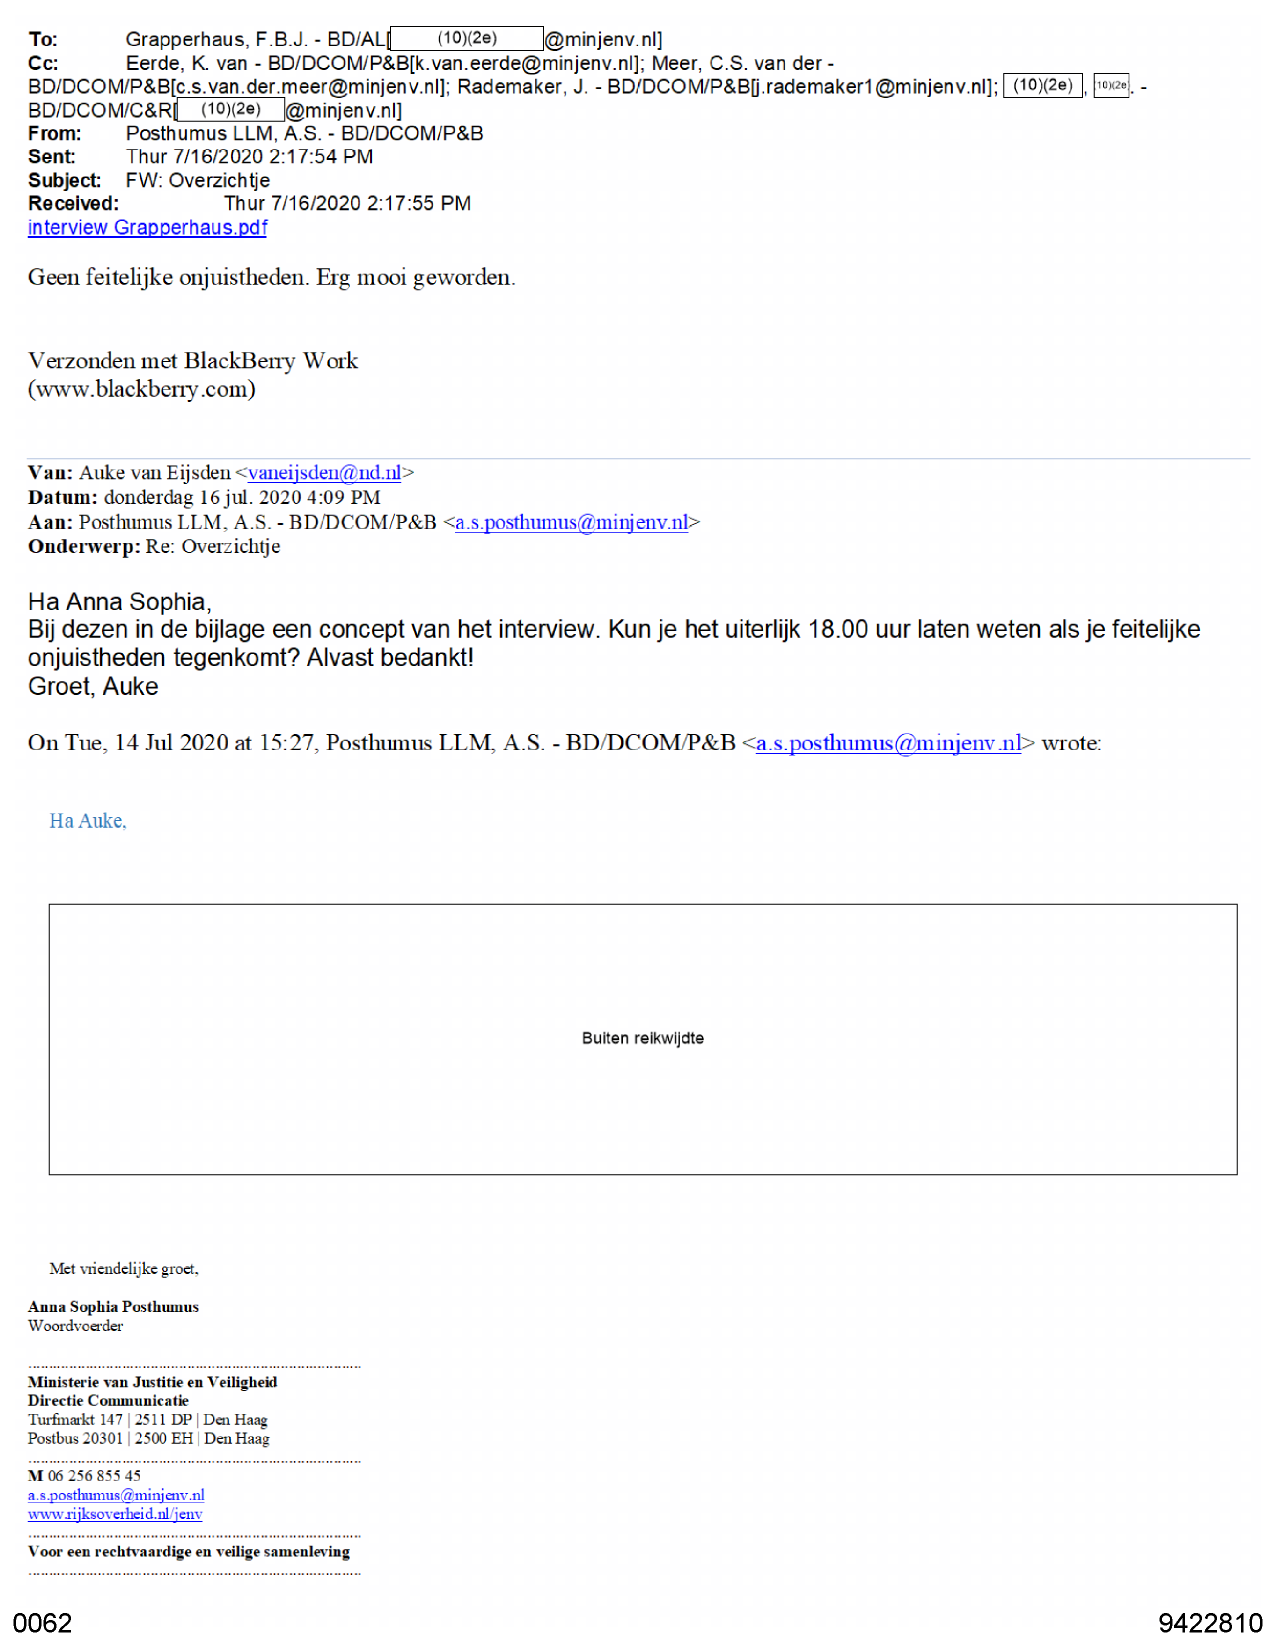 To: Grapperhaus, F.B.J. - BD/AL[ (10)(2e) @minjenv.nl]
Cc: Eerde, K. van - BD/DCOM/P&B[k.van.eerde@minjenv.nl]; Meer, C.S. van der -
BD/DCOM/P&B[c.s.van.der.meer@minjenv.nl]; Rademaker, J. - BD/DCOM/P&B[j.rademaker1@minjenv.nl]; (10)(2e) , (10)(2e . -
BD/DCOM/C&R[ (10)(2e) @minjenv.nl]
From: Posthumus LLM, A.S. - BD/DCOM/P&B
Sent: Thur 7/16/2020 2:17:54 PM
Subject: FW: Overzichtje
Received: Thur 7/16/2020 2:17:55 PM
interview Grapperhaus.pdf
Geen feitelijke onjuistheden. Erg mooi geworden.
Verzonden met BlackBerry Work
(www.blackberry.com)
Van: Auke van Eijsden <vaneijsden@nd.nl>
Datum: donderdag 16 jul. 2020 4:09 PM
Aan: Posthumus LLM, A.S. - BD/DCOM/P&B <a.s.posthumus@minjenv.nl>
Onderwerp: Re: Overzichtje
Ha Anna Sophia,
Bij dezen in de bijlage een concept van het interview. Kun je het uiterlijk 18.00 uur laten weten als je feitelijke
onjuistheden tegenkomt? Alvast bedankt!
Groet, Auke
On Tue, 14 Jul 2020 at 15:27, Posthumus LLM, A.S. - BD/DCOM/P&B <a.s.posthumus@minjenv.nl> wrote:
Ha Auke,
Buiten reikwijdte
Met vriendelijke groet,
Anna Sophia Posthumus
Woordvoerder
........................................................................................
Ministerie van Justitie en Veiligheid
Directie Communicatie
Turfmarkt 147 | 2511 DP | Den Haag
Postbus 20301 | 2500 EH | Den Haag
........................................................................................
M 06 256 855 45
a.s.posthumus@minjenv.nl
www.rijksoverheid.nl/jenv
........................................................................................
Voor een rechtvaardige en veilige samenleving
........................................................................................
0062
9422810